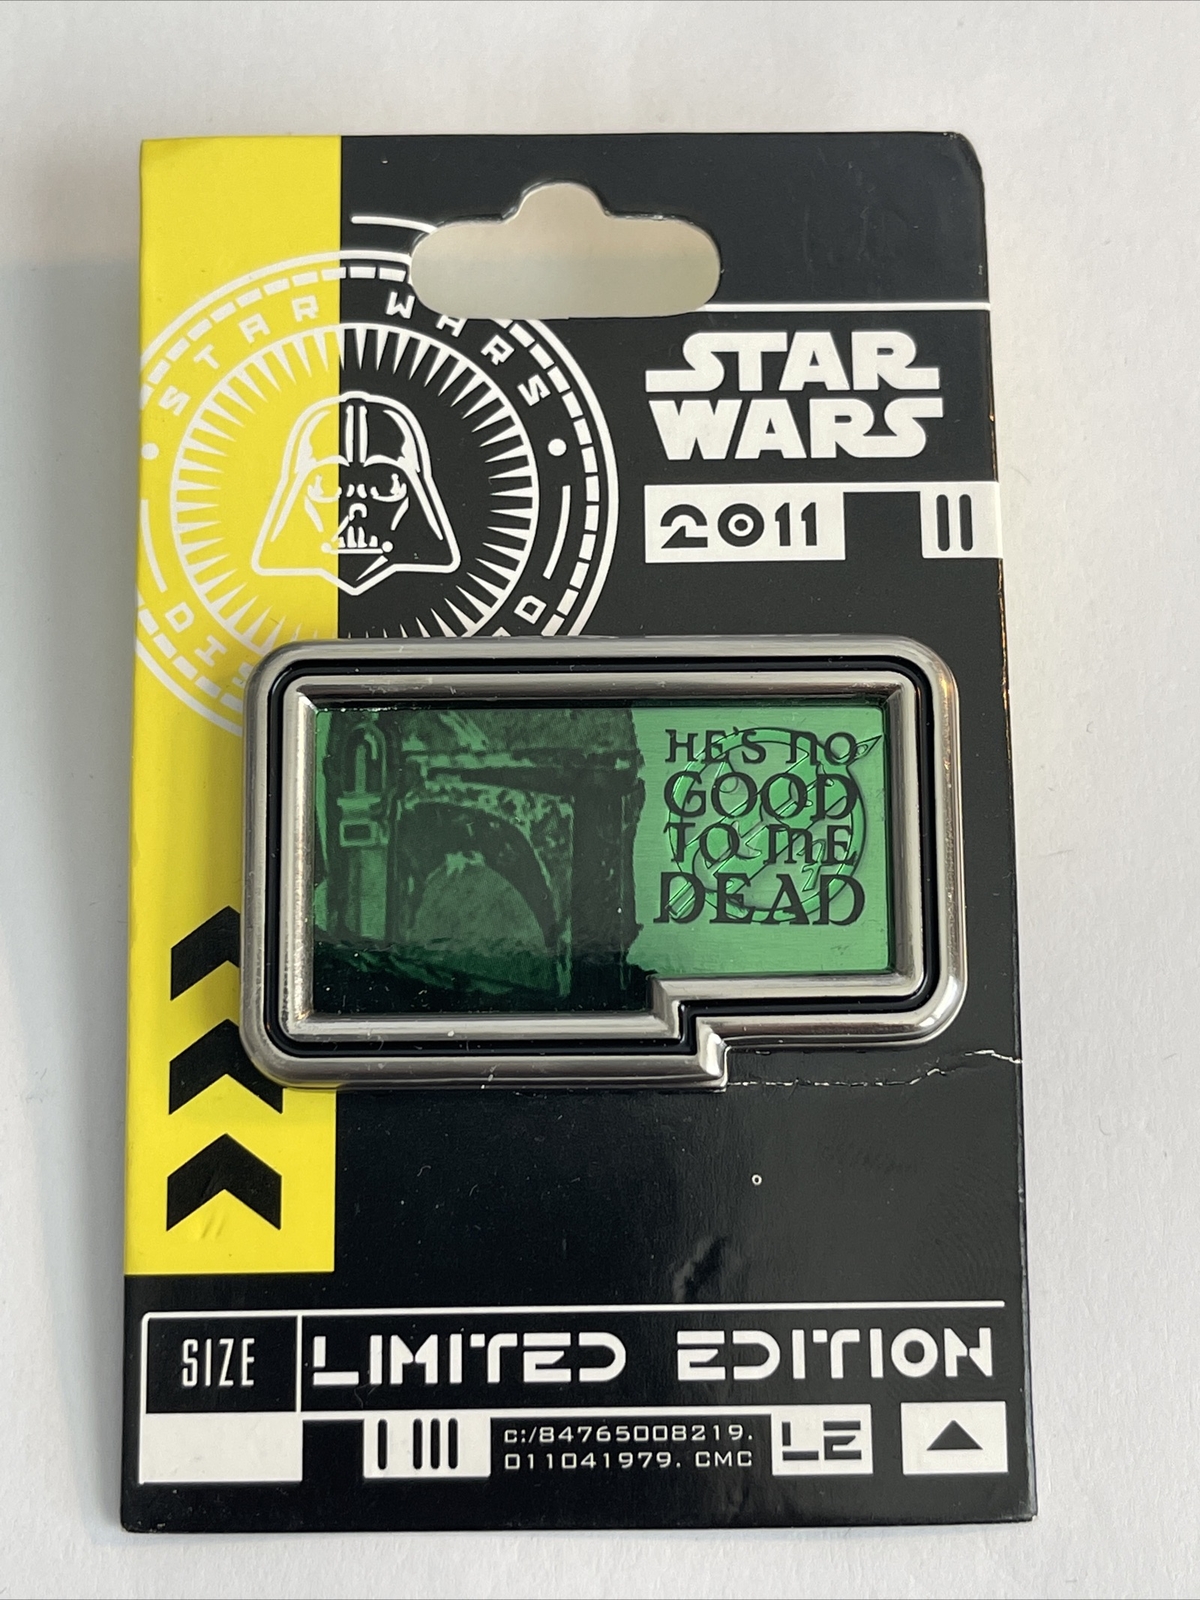 STAR WARS
STAR
WARS
2011
HE'S NO
GOOD
TO ME
DEAD
SIZE
LIMITED EDITION
c:/84765008219.
011041979. CMC
LE